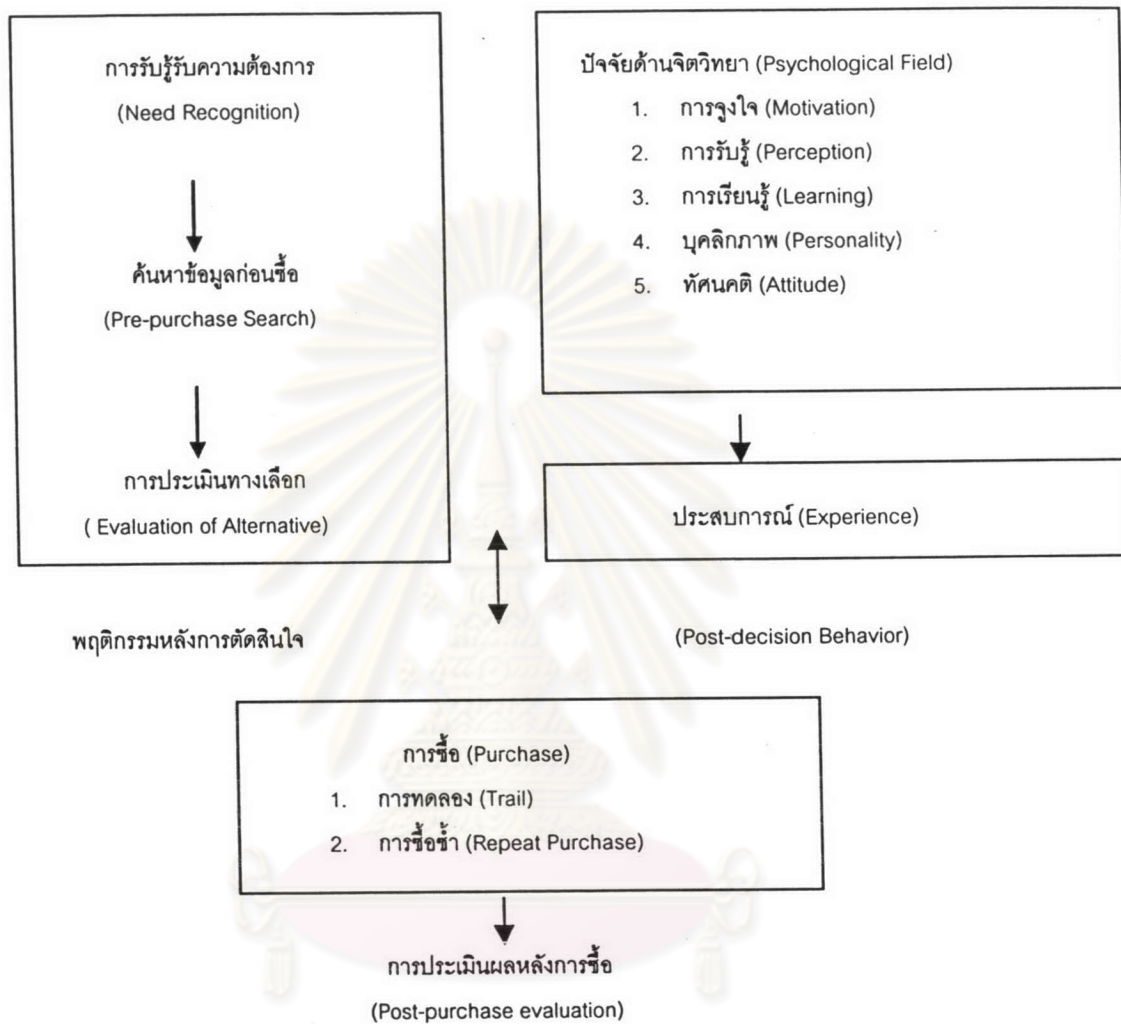 การรับรู้รับความต้องการ
(Need Recognition)
ค้นหาข้อมูลก่อนซื้อ
(Pre-purchase Search)
การประเมินทางเลือก
( Evaluation of Alternative)
ปัจจัยด้านจิตวิทยา (Psychological Field)
1. การจูงใจ (Motivation)
2. การรับรู้ (Perception)
3. การเรียนรู้ (Learning)
4. บุคลิกภาพ (Personality)
5. ทัศนคติ (Attitude)
ประสบการณ์ (Experience)
พฤติกรรมหลังการตัดสินใจ (Post-decision Behavior)
การซื้อ (Purchase)
1. การทดลอง (Trail)
2. การซื้อซ้ำ (Repeat Purchase)
การประเมินผลหลังการซื้อ
(Post-purchase evaluation)